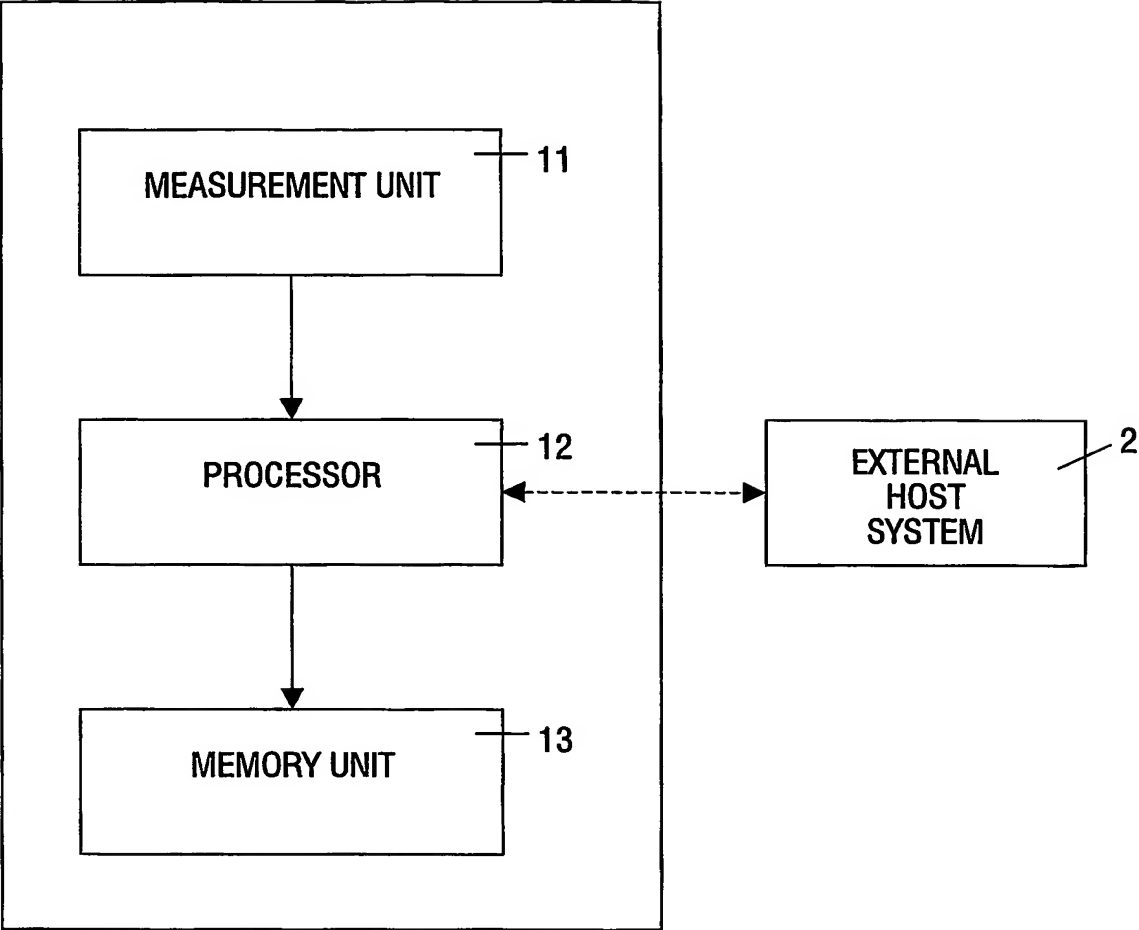 MEASUREMENT UNIT
11
PROCESSOR
12
EXTERNAL
HOST
SYSTEM
2
MEMORY UNIT
13